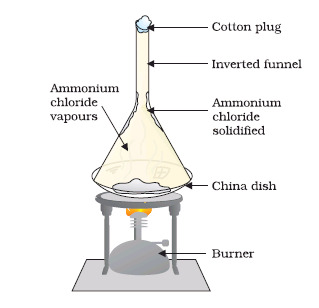 Cotton plug
Inverted funnel
Ammonium
chloride
vapours
Ammonium
chloride
solidified
China dish
Burner